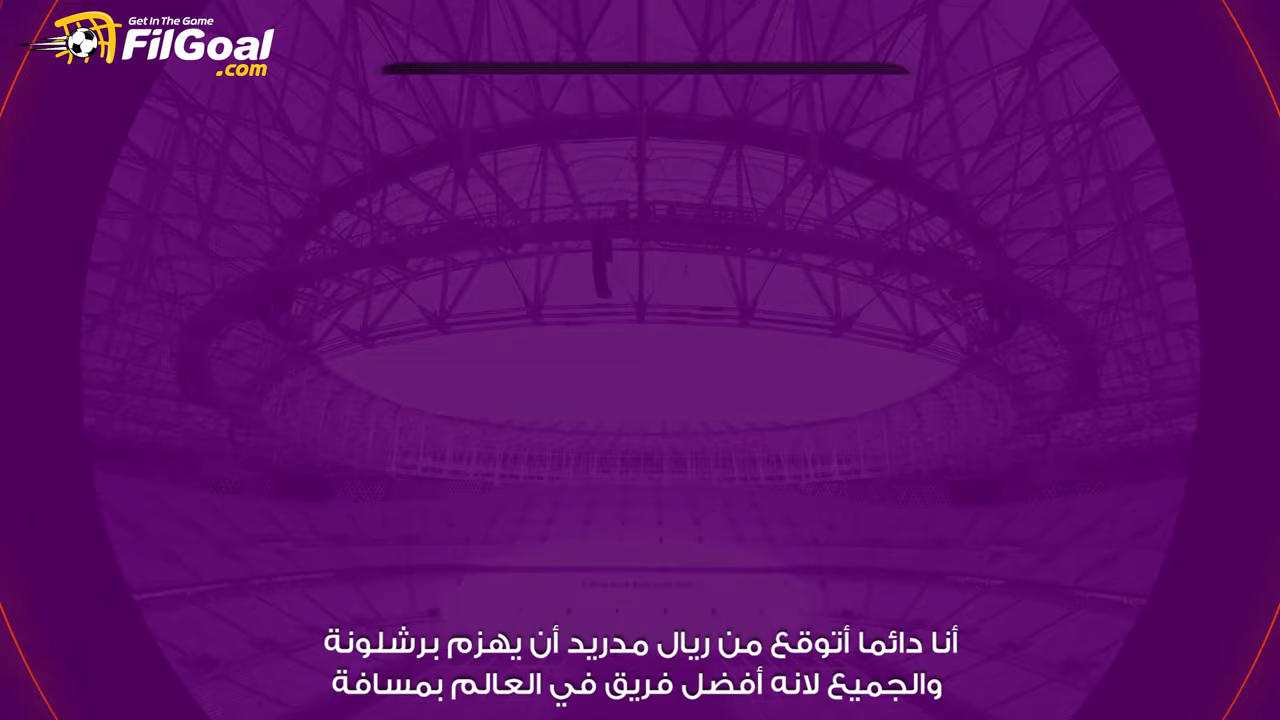 Get In The Game
FilGoal
.com
أنا دائما أتوقع من ريال مدريد أن يهزم برشلونة
والجميع لانه أفضل فريق في العالم بمسافة